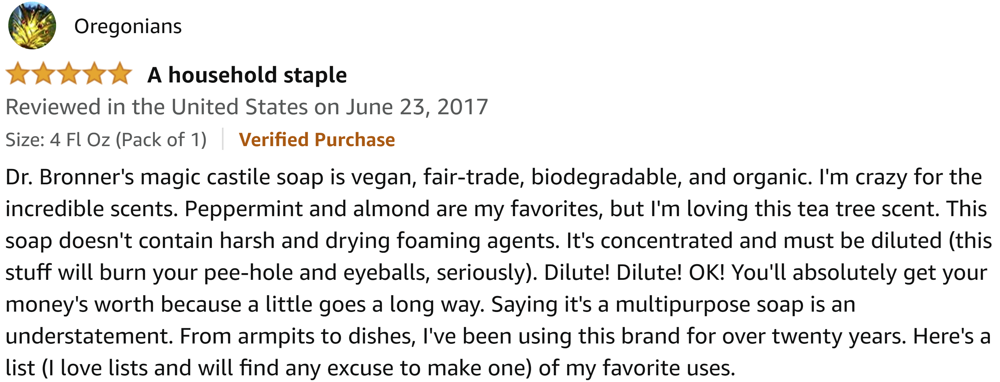 Oregonians
A household staple
Reviewed in the United States on June 23, 2017
Size: 4 Fl Oz (Pack of 1) Verified Purchase
Dr. Bronner's magic castile soap is vegan, fair-trade, biodegradable, and organic. I'm crazy for the
incredible scents. Peppermint and almond are my favorites, but I'm loving this tea tree scent. This
soap doesn't contain harsh and drying foaming agents. It's concentrated and must be diluted (this
stuff will burn your pee-hole and eyeballs, seriously). Dilute! Dilute! OK! You'll absolutely get your
money's worth because a little goes a long way. Saying it's a multipurpose soap is an
understatement. From armpits to dishes, I've been using this brand for over twenty years. Here's a
list (I love lists and will find any excuse to make one) of my favorite uses.